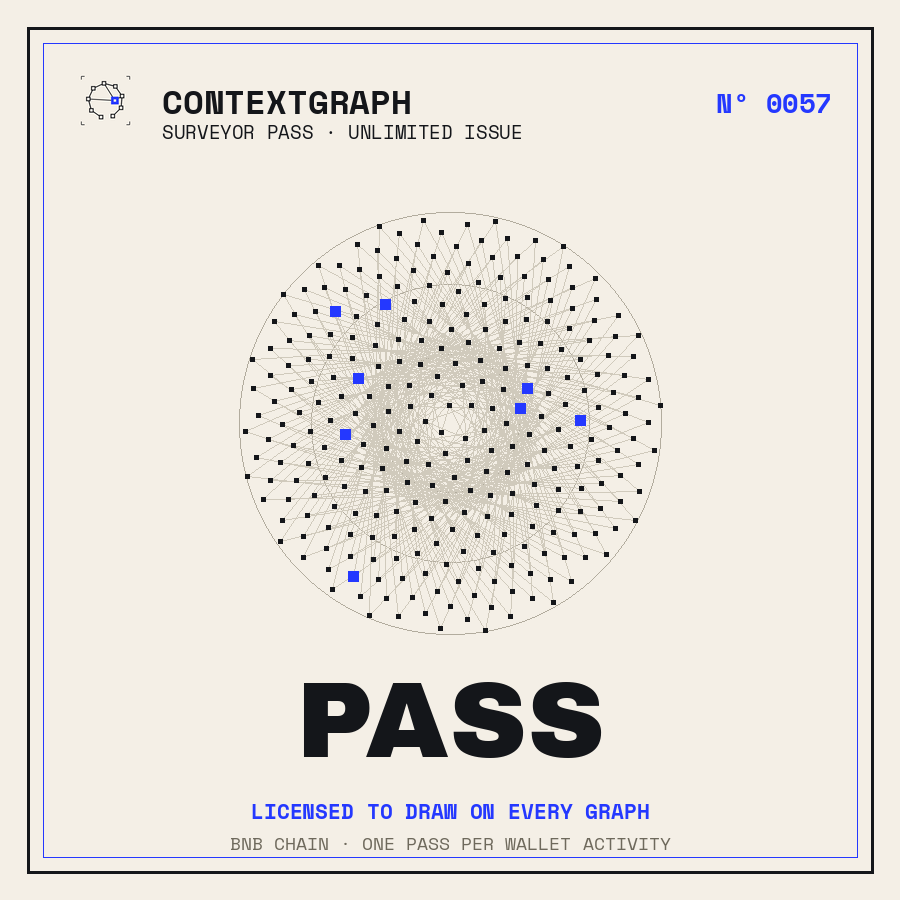 CONTEXTGRAPH
N° 0057
SURVEYOR PASS · UNLIMITED ISSUE
PASS
LICENSED TO DRAW ON EVERY GRAPH
BNB CHAIN · ONE PASS PER WALLET ACTIVITY